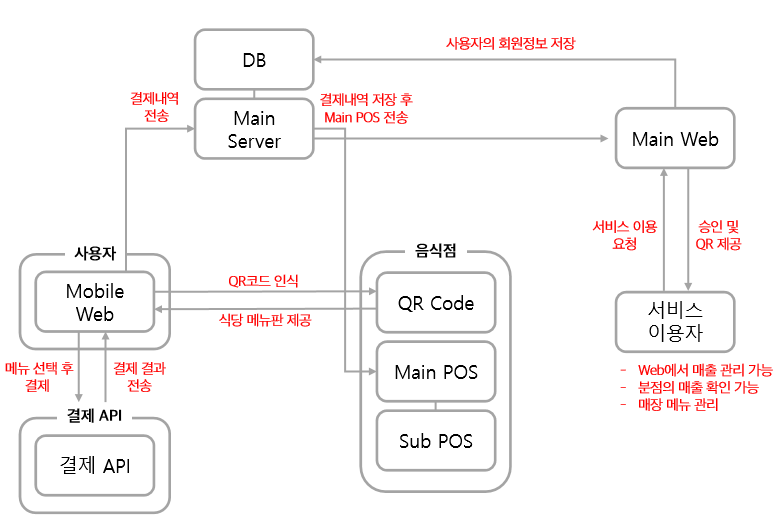 사용자의 회원정보 저장
DB
결제내역
전송
결제내역 저장 후
Main POS 전송
Main
Server
Main Web
서비스 이용
요청
승인 및
QR 제공
사용자
음식점
Mobile
Web
QR코드 인식
식당 메뉴판 제공
QR Code
서비스
이용자
메뉴 선택 후
결제
결제 결과
전송
Main POS
- Web에서 매출 관리 가능
- 분점의 매출 확인 가능
- 매장 메뉴 관리
결제 API
결제 API
Sub POS